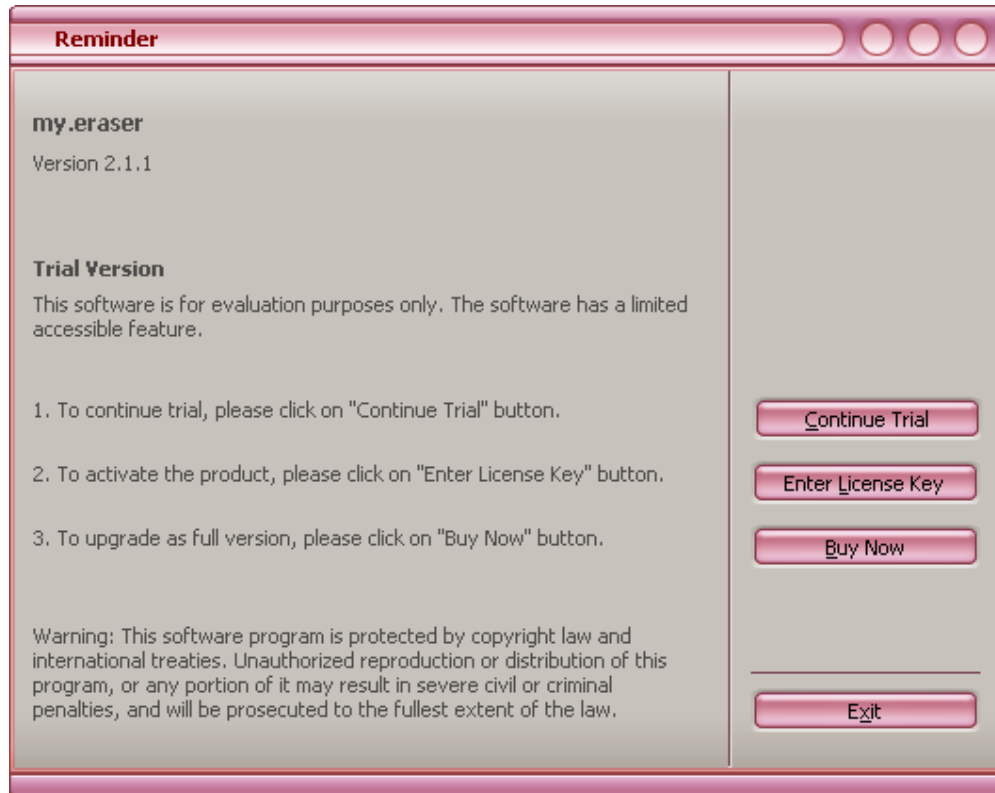 Reminder
my.eraser
Version 2.1.1
Trial Version
This software is for evaluation purposes only. The software has a limited
accessible feature.
1. To continue trial, please click on "Continue Trial" button.
2. To activate the product, please click on "Enter License Key" button.
3. To upgrade as full version, please click on "Buy Now" button.
Warning: This software program is protected by copyright law and
international treaties. Unauthorized reproduction or distribution of this
program, or any portion of it may result in severe civil or criminal
penalties, and will be prosecuted to the fullest extent of the law.
Continue Trial
Enter License Key
Buy Now
Exit